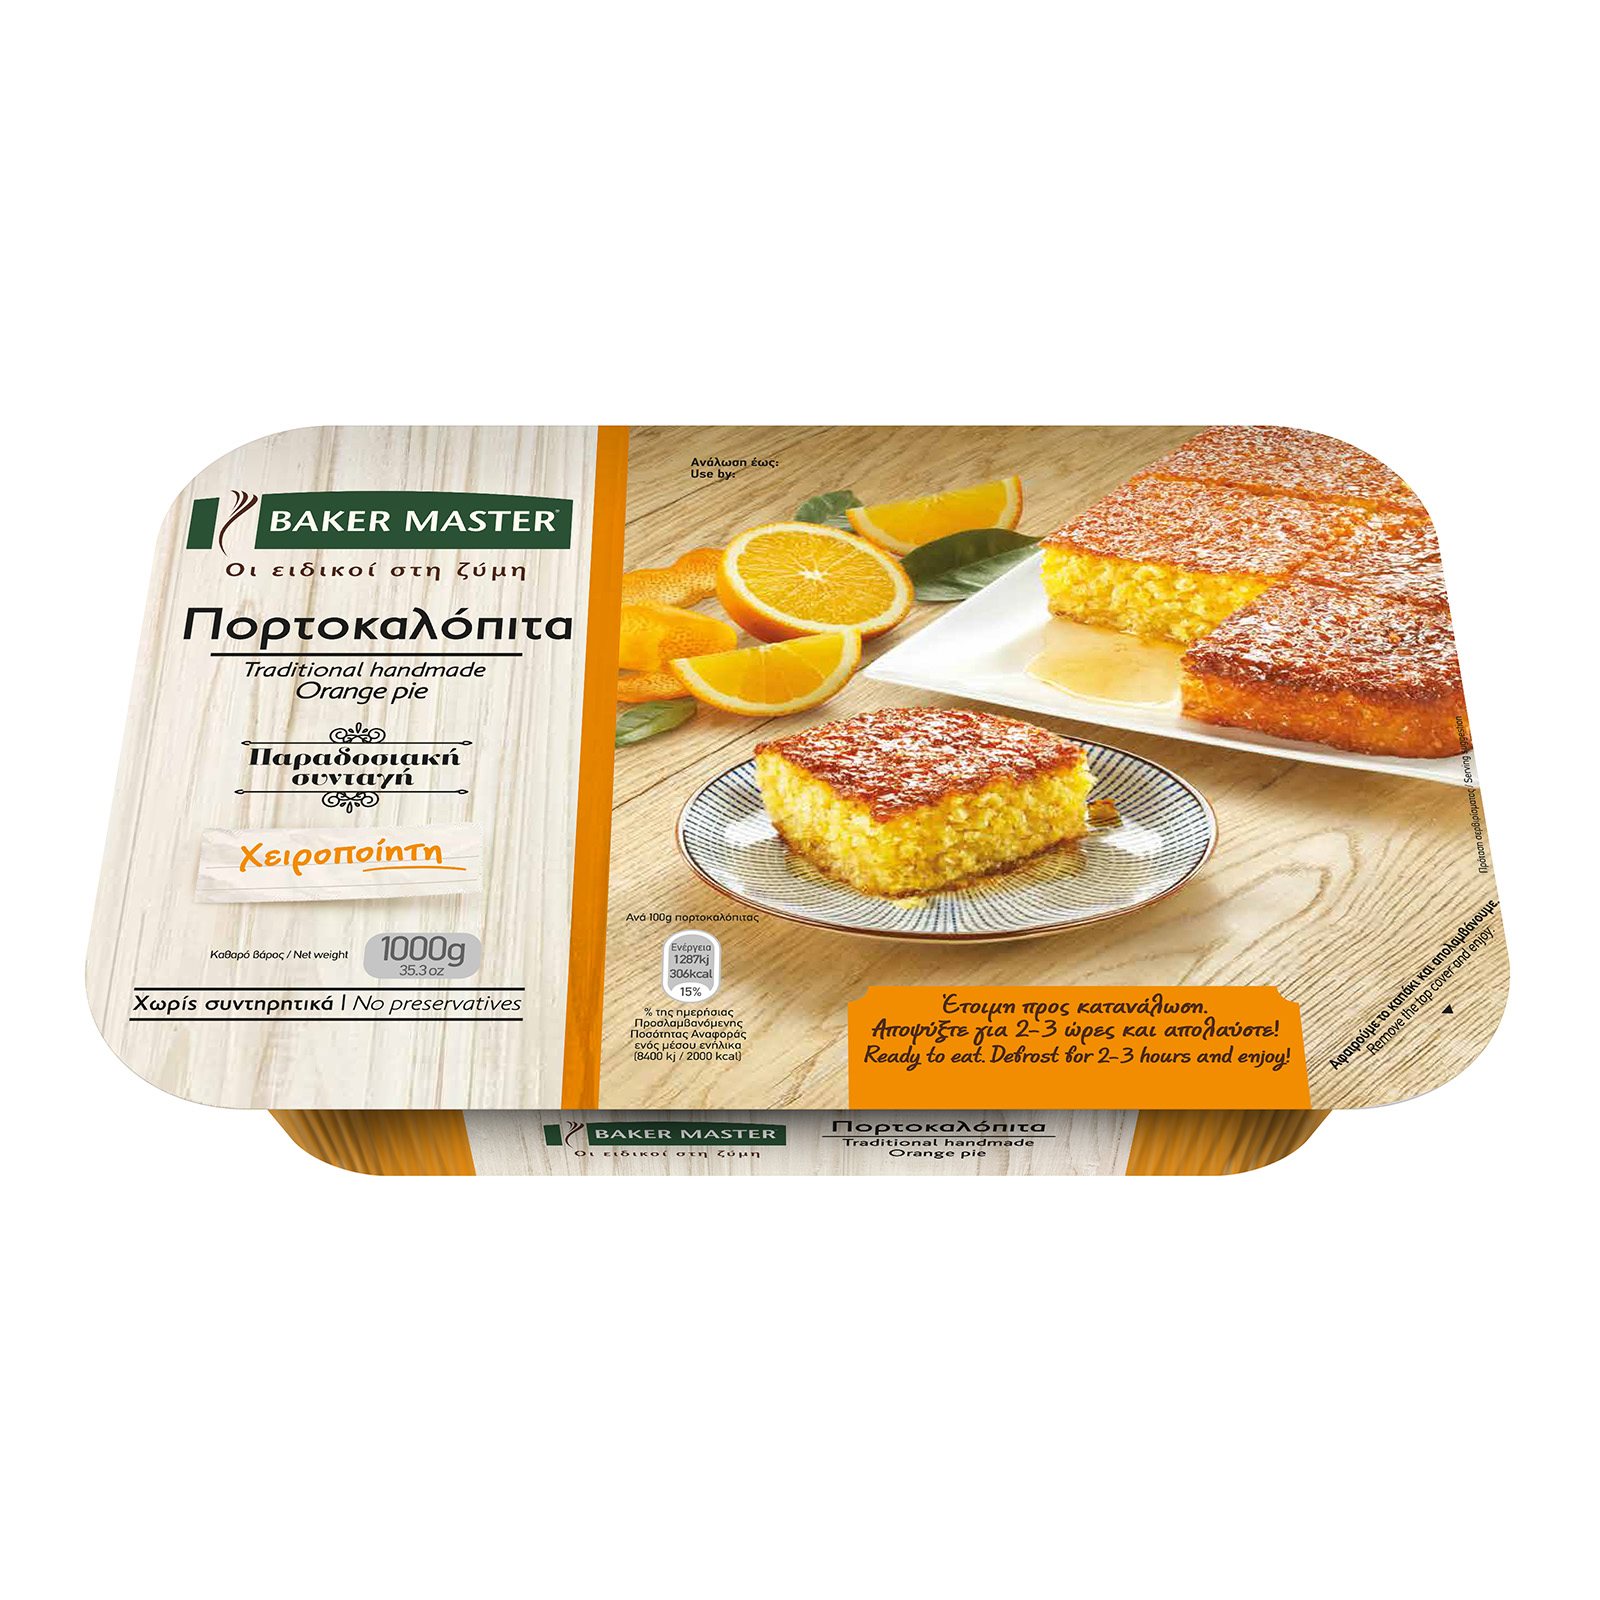 BAKER MASTER
Οι ειδικοί στη ζύμη
Πορτοκαλόπιτα
Traditional handmade
Orange pie
Παραδοσιακή
συνταγή
Χειροποίητη
Καθαρό βάρος / Net weight
1000g
35.3 oz
Χωρίς συντηρητικά | No preservatives
Ανάλωση έως:
Use by:
Ανά 100g πορτοκαλόπιτας
Ενέργεια
1287kj
306kcal
15%
% της ημερήσιας
Προσλαμβανόμενης
Ποσότητας Αναφοράς
ενός μέσου ενήλικα
(8400 kj / 2000 kcal)
Έτοιμη προς κατανάλωση.
Αποψύξτε για 2-3 ώρες και απολαύστε!
Ready to eat. Defrost for 2-3 hours and enjoy!
Πρόταση σερβιρίσματος / Serving suggestion
Αφαιρούμε το καπάκι και απολαμβάνουμε.
Remove the top cover and enjoy.
BAKER MASTER
Οι ειδικοί στη ζύμη
Πορτοκαλόπιτα
Traditional handmade
Orange pie